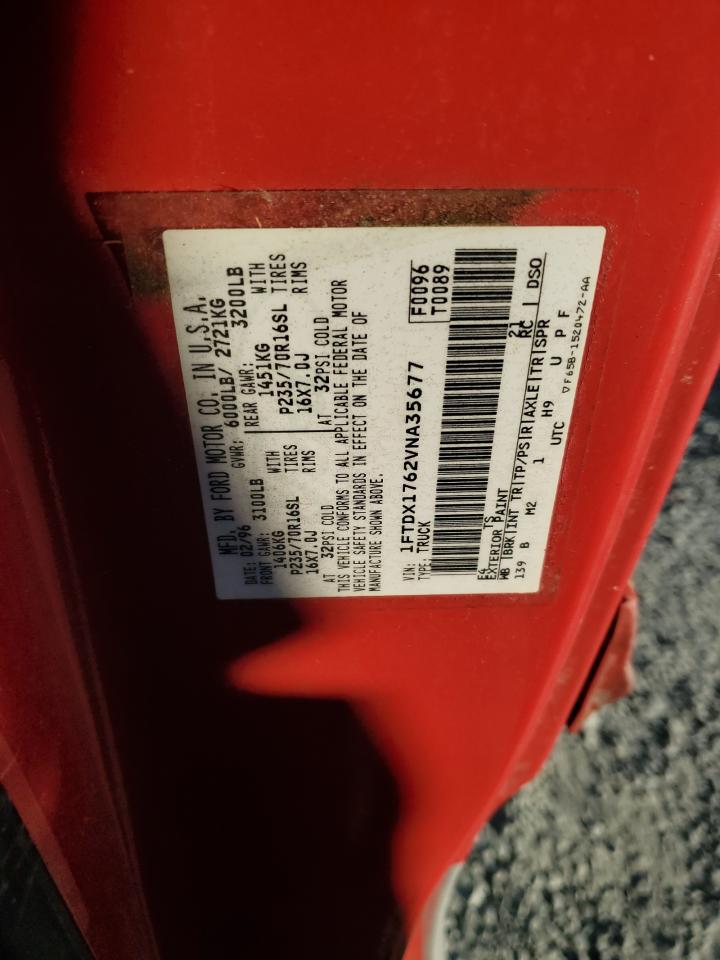 MFD. BY FORD MOTOR CO. IN U.S.A.
DATE: 02/96 GVWR: 6000LB/ 2721KG
FRONT GAWR: 3100LB REAR GAWR: 3200LB
1406KG WITH 1451KG WITH
P235/70R16SL TIRES P235/70R16SL TIRES
16X7.0J RIMS 16X7.0J RIMS
AT 32PSI COLD AT 32PSI COLD
THIS VEHICLE CONFORMS TO ALL APPLICABLE FEDERAL MOTOR
VEHICLE SAFETY STANDARDS IN EFFECT ON THE DATE OF
MANUFACTURE SHOWN ABOVE.
VIN: 1FTDX1762VNA35677 F0096
TYPE: TRUCK T0089
E4 TS 21
EXTERIOR PAINT RC DSO
WB BRK INT TR TP/PS R AXLE TR SPR
139 B M2 1 UTC H9 U P F
▽F65B-1520472-AA